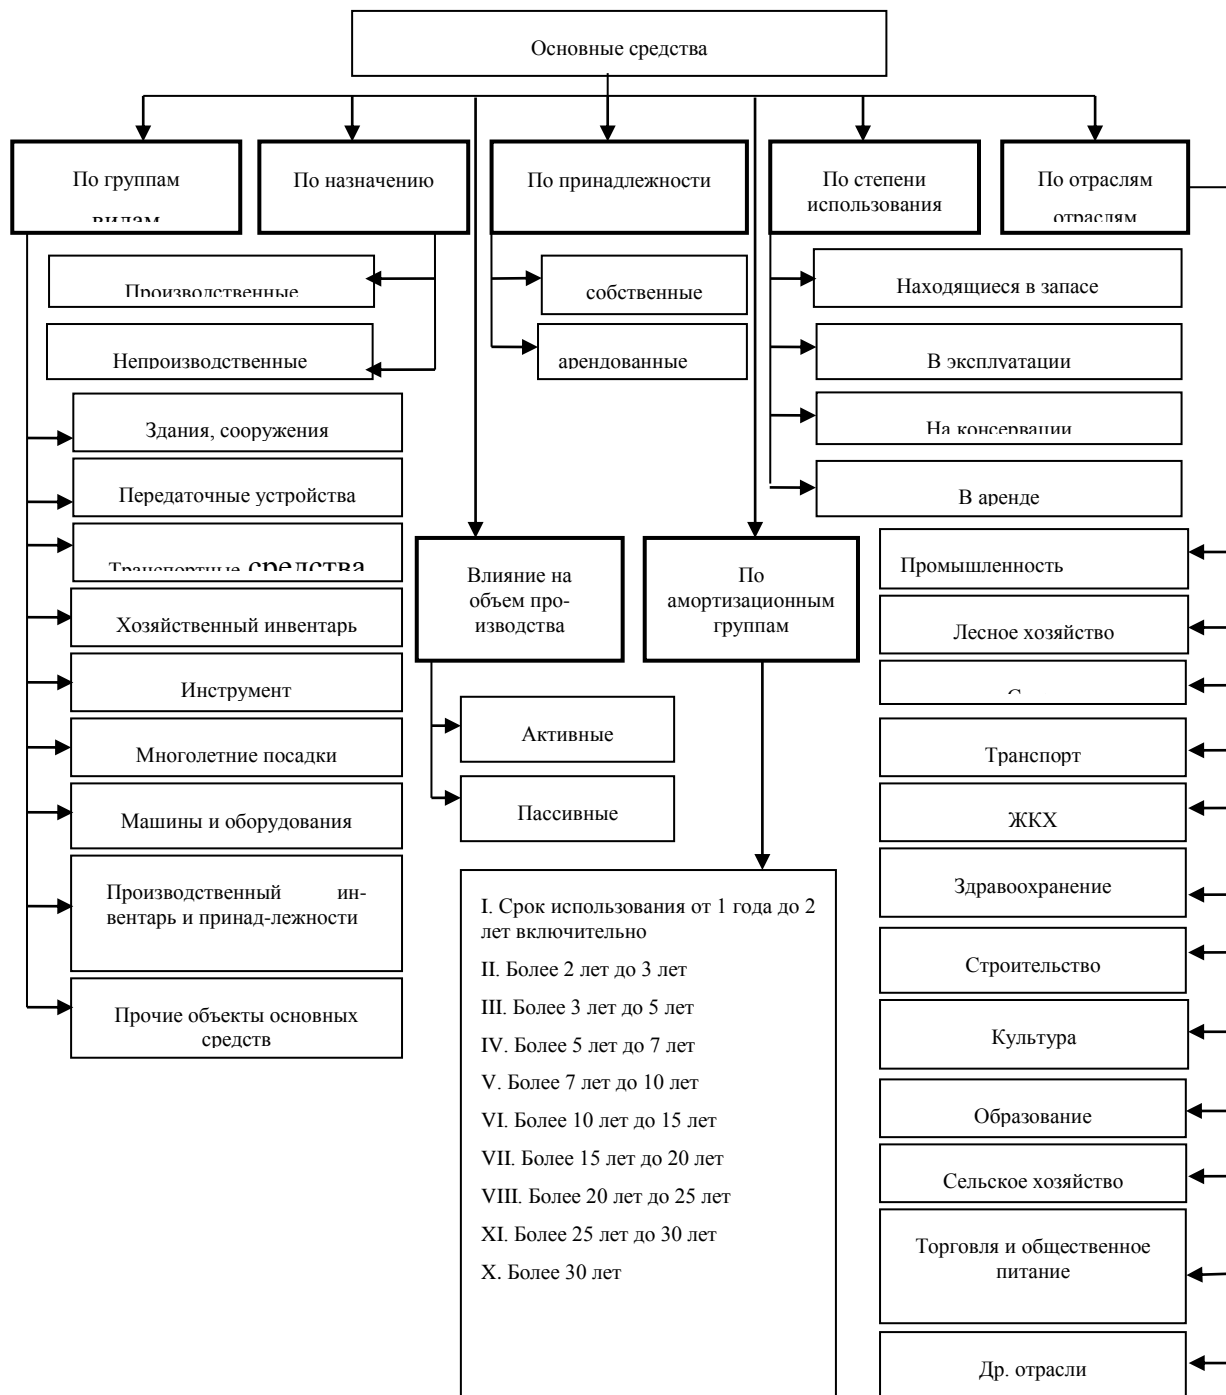 Основные средства
По группам
видам
По назначению
По принадлежности
По степени
использования
По отраслям
отраслям
Производственные
Непроизводственные
собственные
арендованные
Находящиеся в запасе
В эксплуатации
На консервации
В аренде
Здания, сооружения
Передаточные устройства
Транспортные средства
Хозяйственный инвентарь
Инструмент
Многолетние посадки
Машины и оборудования
Производственный ин-
вентарь и принад-лежности
Прочие объекты основных
средств
Влияние на
объем про-
изводства
Активные
Пассивные
По
амортизационным
группам
I. Срок использования от 1 года до 2
лет включительно
II. Более 2 лет до 3 лет
III. Более 3 лет до 5 лет
IV. Более 5 лет до 7 лет
V. Более 7 лет до 10 лет
VI. Более 10 лет до 15 лет
VII. Более 15 лет до 20 лет
VIII. Более 20 лет до 25 лет
XI. Более 25 лет до 30 лет
X. Более 30 лет
Промышленность
Лесное хозяйство
Транспорт
ЖКХ
Здравоохранение
Строительство
Культура
Образование
Сельское хозяйство
Торговля и общественное
питание
Др. отрасли